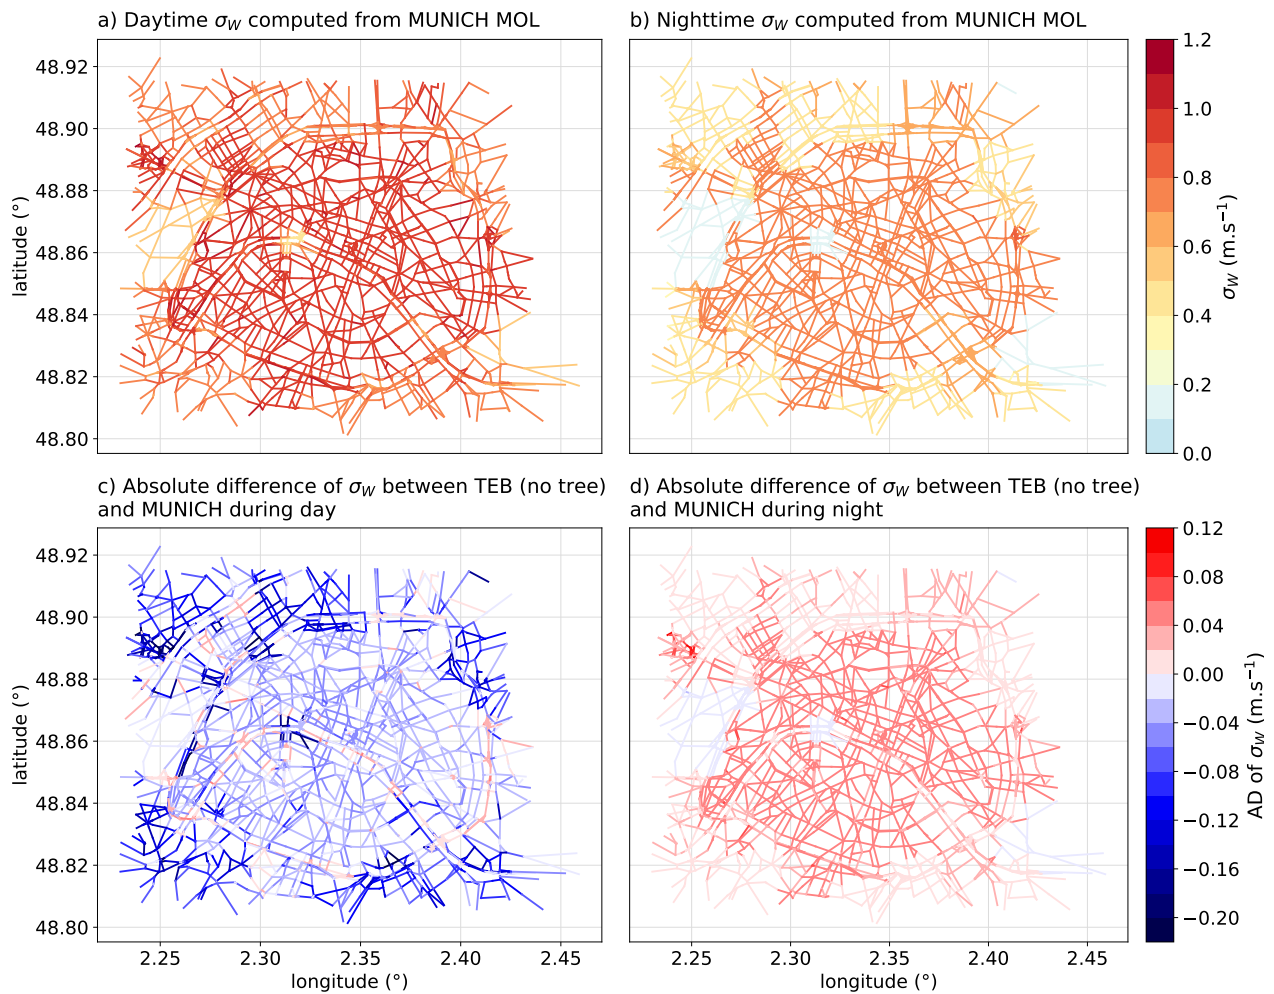 a) Daytime σ_W computed from MUNICH MOL
b) Nighttime σ_W computed from MUNICH MOL
48.92
48.90
48.88
48.86
48.84
48.82
48.80
latitude (°)
1.2
1.0
0.8
0.6
0.4
0.2
0.0
σ_W (m.s⁻¹)
c) Absolute difference of σ_W between TEB (no tree)
and MUNICH during day
d) Absolute difference of σ_W between TEB (no tree)
and MUNICH during night
48.92
48.90
48.88
48.86
48.84
48.82
48.80
latitude (°)
0.12
0.08
0.04
0.00
−0.04
−0.08
−0.12
−0.16
−0.20
AD of σ_W (m.s⁻¹)
2.25 2.30 2.35 2.40 2.45
longitude (°)
2.25 2.30 2.35 2.40 2.45
longitude (°)